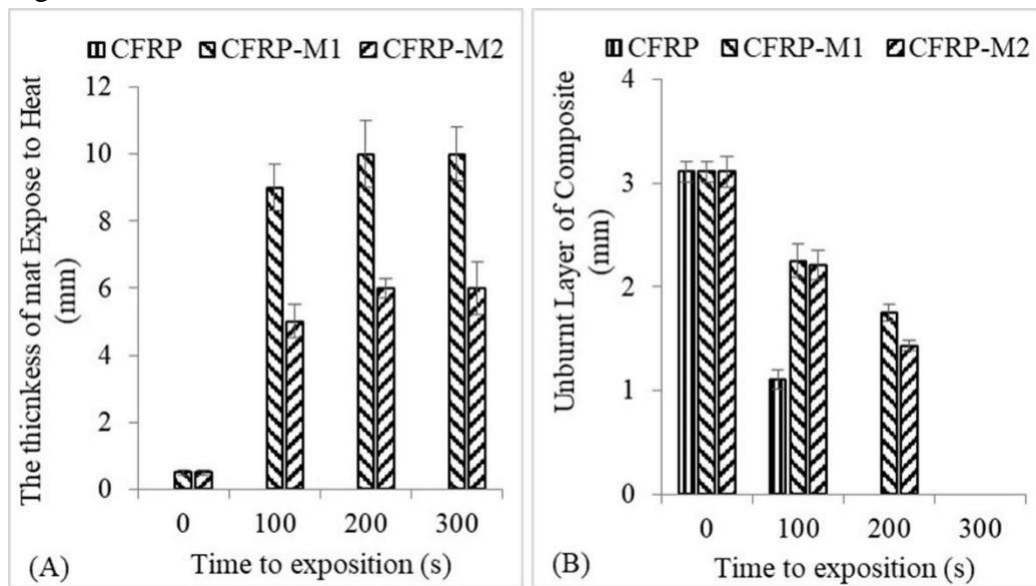 CFRP CFRP-M1 CFRP-M2
The thicnkess of mat Expose to Heat
(mm)
12
10
8
6
4
2
0
0 100 200 300
Time to exposition (s)
(A)
CFRP CFRP-M1 CFRP-M2
Unburnt Layer of Composite
(mm)
4
3
2
1
0
0 100 200 300
Time to exposition (s)
(B)